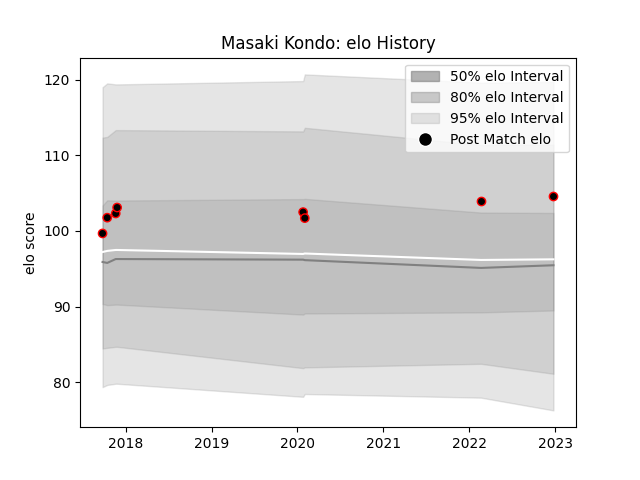 Masaki Kondo: elo History
50% elo Interval
80% elo Interval
95% elo Interval
Post Match elo
elo score
120
110
100
90
80
2018
2019
2020
2021
2022
2023